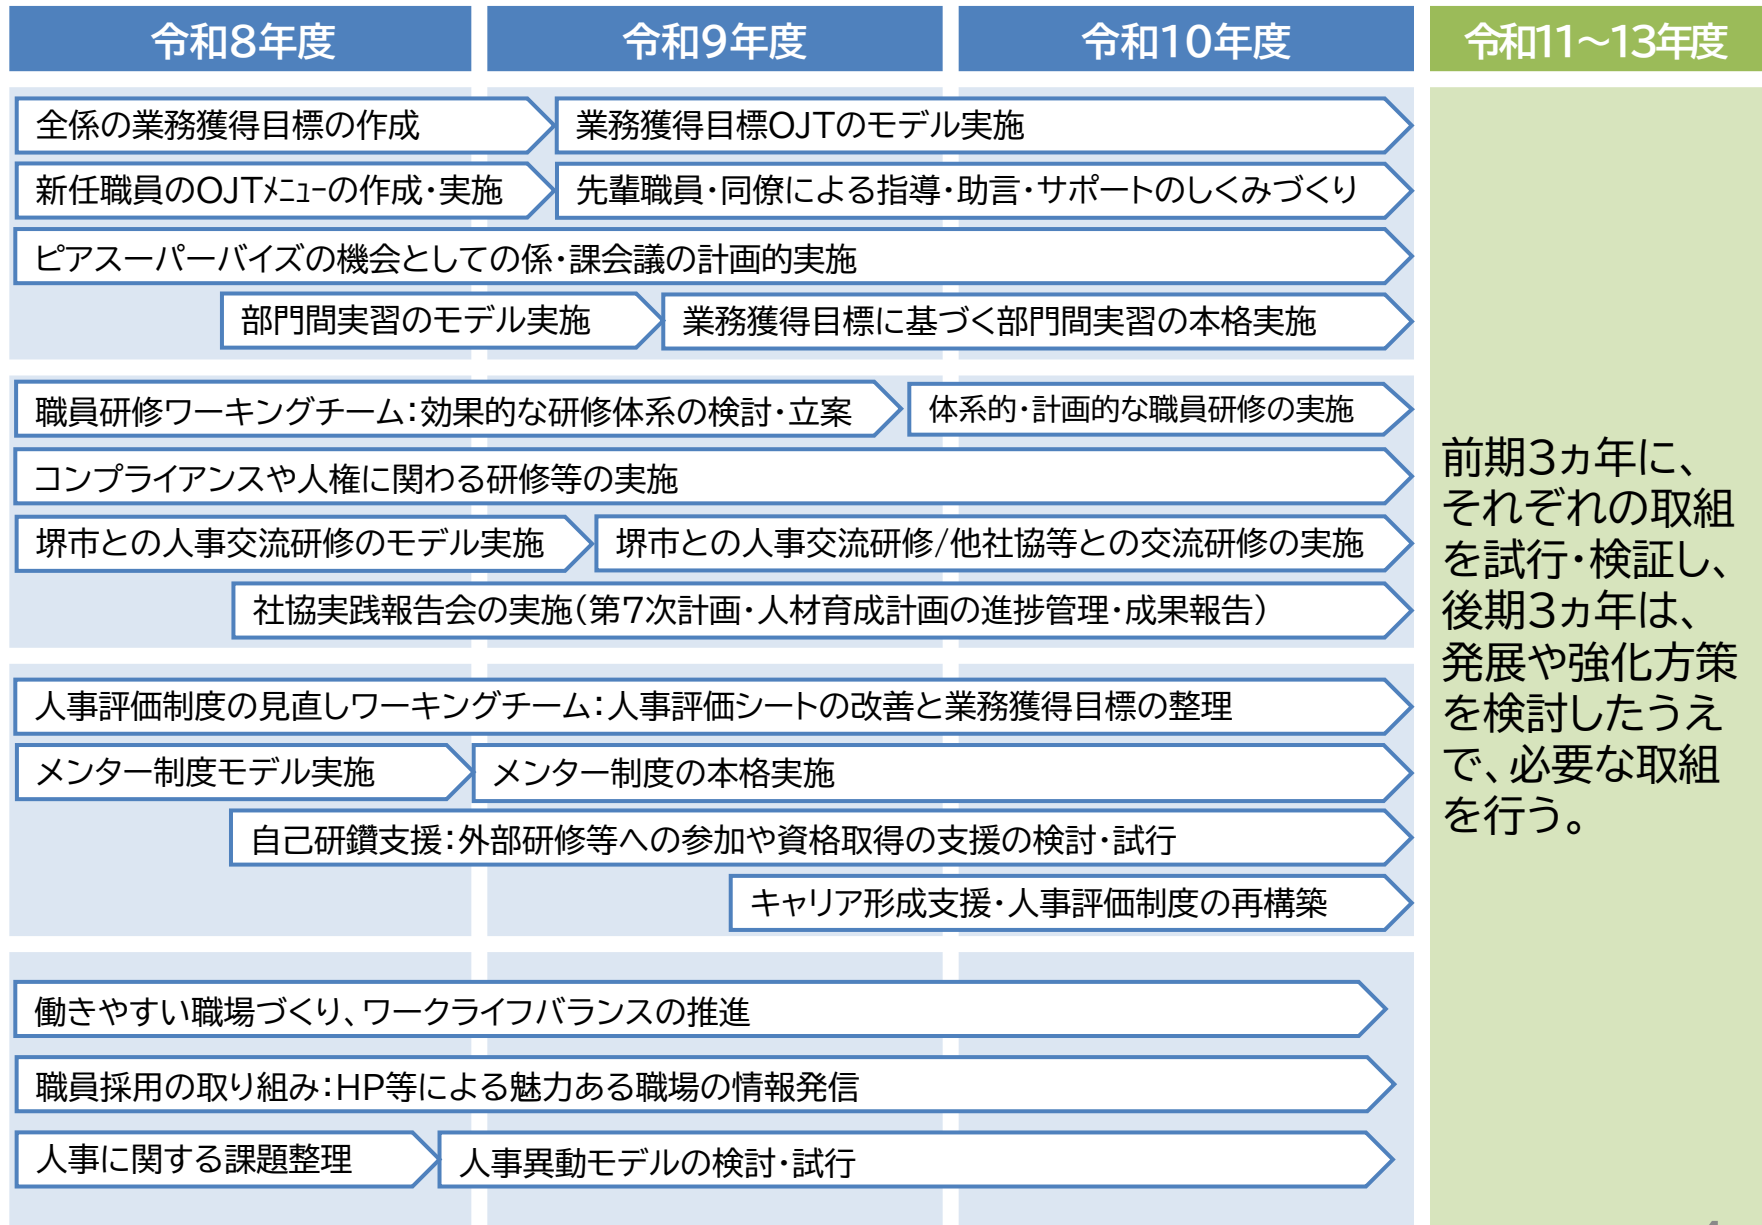 令和8年度
令和9年度
令和10年度
令和11～13年度
全係の業務獲得目標の作成
業務獲得目標OJTのモデル実施
新任職員のOJTﾒﾆｭｰの作成・実施
先輩職員・同僚による指導・助言・サポートのしくみづくり
ピアスーパーバイズの機会としての係・課会議の計画的実施
部門間実習のモデル実施
業務獲得目標に基づく部門間実習の本格実施
職員研修ワーキングチーム：効果的な研修体系の検討・立案
体系的・計画的な職員研修の実施
コンプライアンスや人権に関わる研修等の実施
堺市との人事交流研修のモデル実施
堺市との人事交流研修/他社協等との交流研修の実施
社協実践報告会の実施（第7次計画・人材育成計画の進捗管理・成果報告）
人事評価制度の見直しワーキングチーム：人事評価シートの改善と業務獲得目標の整理
メンター制度モデル実施
メンター制度の本格実施
自己研鑽支援：外部研修等への参加や資格取得の支援の検討・試行
キャリア形成支援・人事評価制度の再構築
働きやすい職場づくり、ワークライフバランスの推進
職員採用の取り組み：HP等による魅力ある職場の情報発信
人事に関する課題整理
人事異動モデルの検討・試行
前期3ヵ年に、
それぞれの取組
を試行・検証し、
後期3ヵ年は、
発展や強化方策
を検討したうえ
で、必要な取組
を行う。